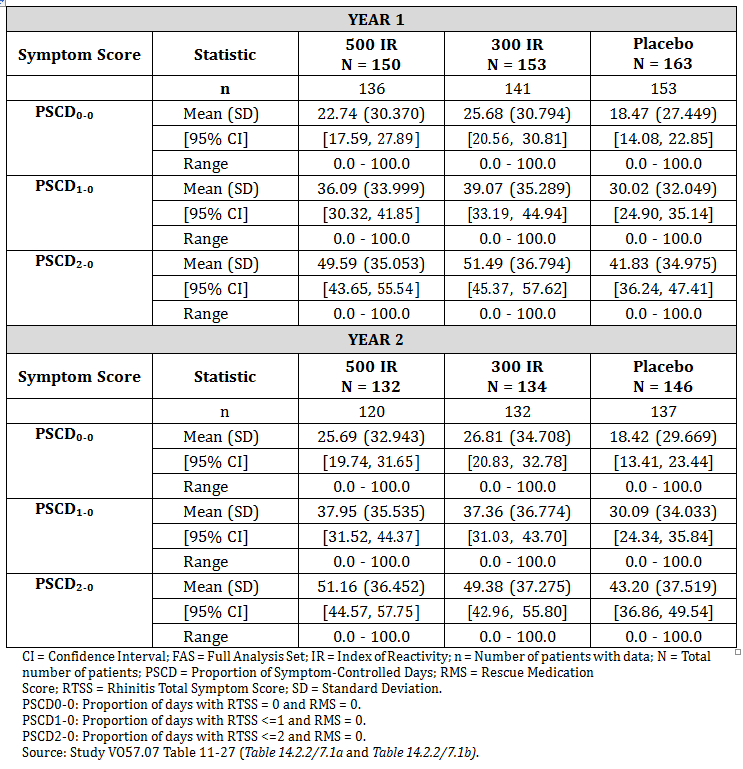 YEAR 1
Symptom Score Statistic 500 IR N = 150 300 IR N = 153 Placebo N = 163
n 136 141 153
PSCD0-0 Mean (SD) 22.74 (30.370) 25.68 (30.794) 18.47 (27.449)
[95% CI] [17.59, 27.89] [20.56, 30.81] [14.08, 22.85]
Range 0.0 - 100.0 0.0 - 100.0 0.0 - 100.0
PSCD1-0 Mean (SD) 36.09 (33.999) 39.07 (35.289) 30.02 (32.049)
[95% CI] [30.32, 41.85] [33.19, 44.94] [24.90, 35.14]
Range 0.0 - 100.0 0.0 - 100.0 0.0 - 100.0
PSCD2-0 Mean (SD) 49.59 (35.053) 51.49 (36.794) 41.83 (34.975)
[95% CI] [43.65, 55.54] [45.37, 57.62] [36.24, 47.41]
Range 0.0 - 100.0 0.0 - 100.0 0.0 - 100.0
YEAR 2
Symptom Score Statistic 500 IR N = 132 300 IR N = 134 Placebo N = 146
n 120 132 137
PSCD0-0 Mean (SD) 25.69 (32.943) 26.81 (34.708) 18.42 (29.669)
[95% CI] [19.74, 31.65] [20.83, 32.78] [13.41, 23.44]
Range 0.0 - 100.0 0.0 - 100.0 0.0 - 100.0
PSCD1-0 Mean (SD) 37.95 (35.535) 37.36 (36.774) 30.09 (34.033)
[95% CI] [31.52, 44.37] [31.03, 43.70] [24.34, 35.84]
Range 0.0 - 100.0 0.0 - 100.0 0.0 - 100.0
PSCD2-0 Mean (SD) 51.16 (36.452) 49.38 (37.275) 43.20 (37.519)
[95% CI] [44.57, 57.75] [42.96, 55.80] [36.86, 49.54]
Range 0.0 - 100.0 0.0 - 100.0 0.0 - 100.0
CI = Confidence Interval; FAS = Full Analysis Set; IR = Index of Reactivity; n = Number of patients with data; N = Total
number of patients; PSCD = Proportion of Symptom-Controlled Days; RMS = Rescue Medication
Score; RTSS = Rhinitis Total Symptom Score; SD = Standard Deviation.
PSCD0-0: Proportion of days with RTSS = 0 and RMS = 0.
PSCD1-0: Proportion of days with RTSS <=1 and RMS = 0.
PSCD2-0: Proportion of days with RTSS <=2 and RMS = 0.
Source: Study VO57.07 Table 11-27 (Table 14.2.2/7.1a and Table 14.2.2/7.1b).